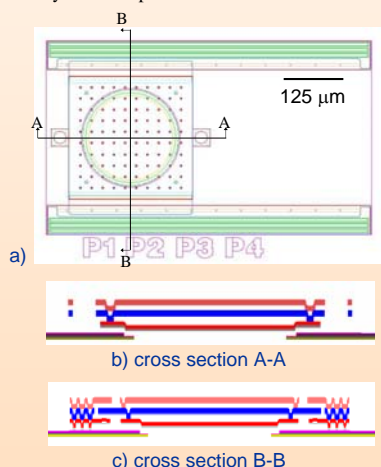 B
a)
125 μm
A A
P1 P2 P3 P4
B
b) cross section A-A
c) cross section B-B